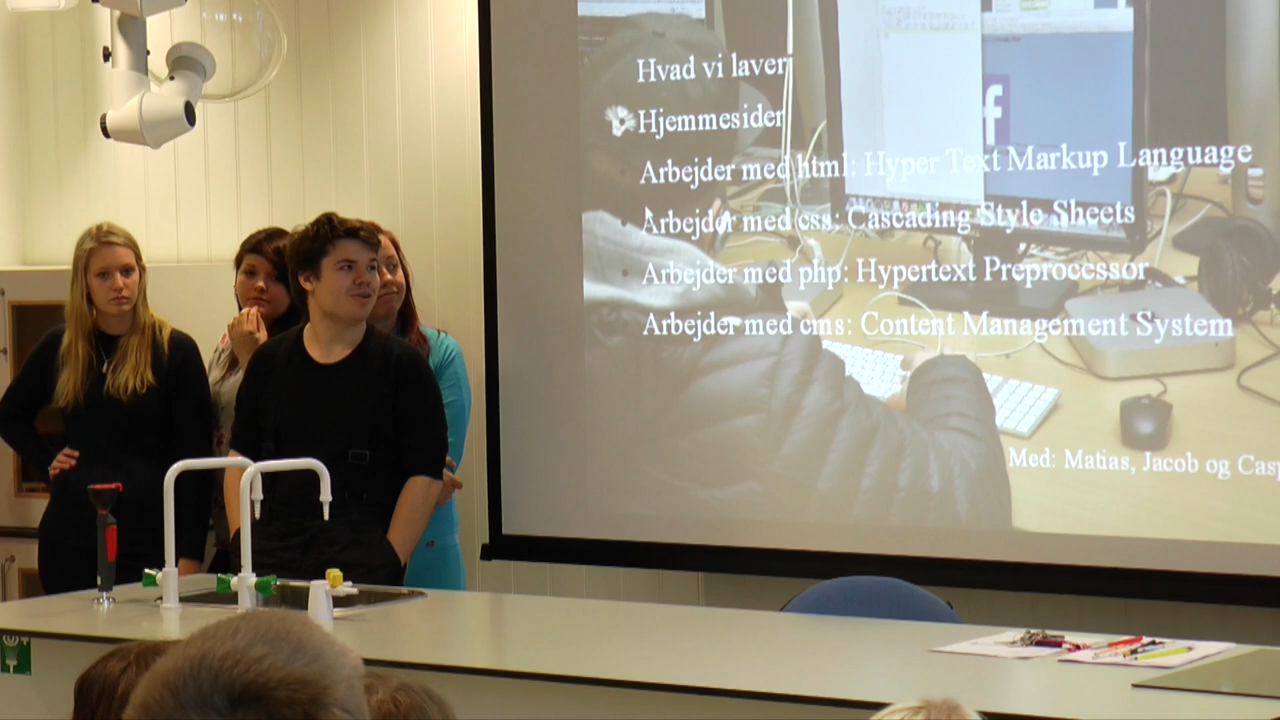 Hvad vi laver
Hjemmesider
Arbejder med html: Hyper Text Markup Language
Arbejder med css: Cascading Style Sheets
Arbejder med php: Hypertext Preprocessor
Arbejder med cms: Content Management System
Med: Matias, Jacob og Casp
f